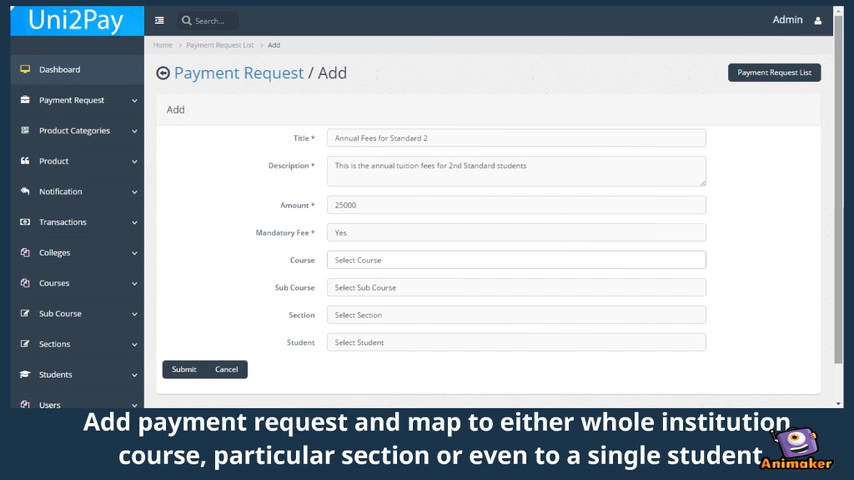 Uni2Pay
Search...
Admin
Home > Payment Request List > Add
Payment Request / Add
Payment Request List
Dashboard
Payment Request
Product Categories
Product
Notification
Transactions
Colleges
Courses
Sub Course
Sections
Students
Users
Add
Title * Annual Fees for Standard 2
Description * This is the annual tuition fees for 2nd Standard students
Amount * 25000
Mandatory Fee * Yes
Course Select Course
Sub Course Select Sub Course
Section Select Section
Student Select Student
Submit Cancel
Add payment request and map to either whole institution
course, particular section or even to a single student
Animaker